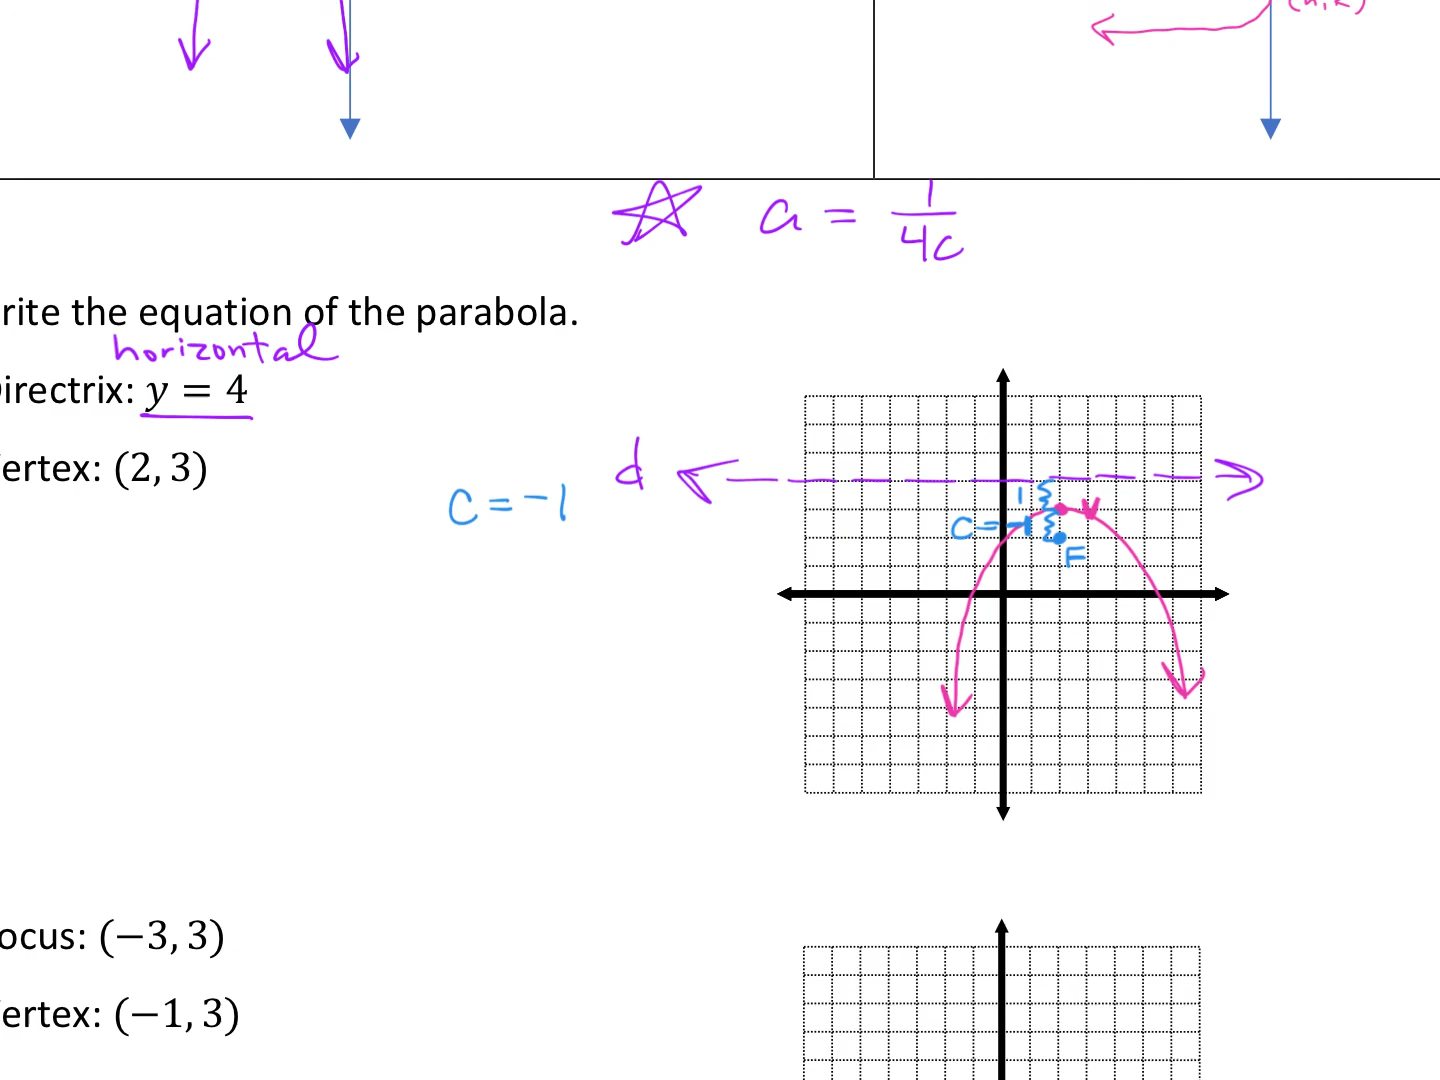 (h,k)
a = 1/4c
rite the equation of the parabola.
horizontal
irectrix: y = 4
d
ertex: (2, 3)
c = -1
1
V
c = -1
F
ocus: (−3, 3)
ertex: (−1, 3)